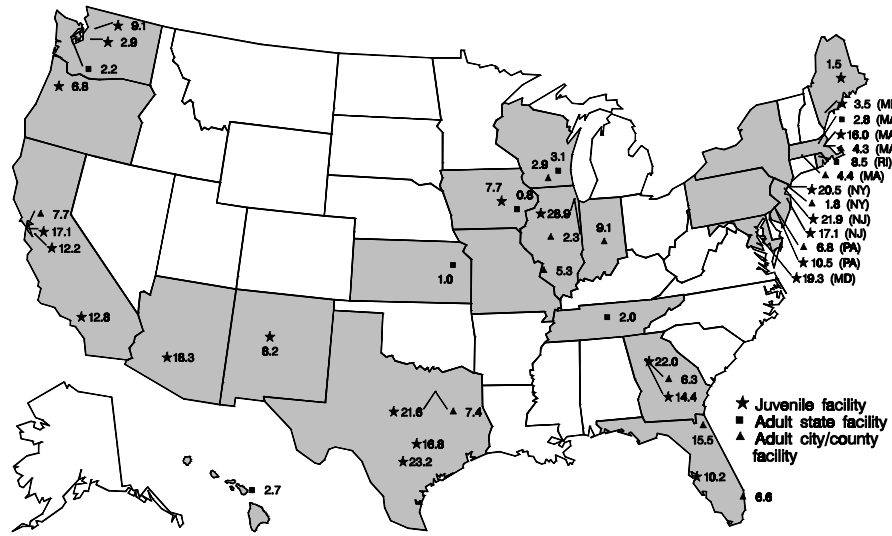 9.1
2.9
2.2
6.8
1.5
3.5 (M
2.8 (MA
16.0 (MA
4.3 (MA
8.5 (RI)
4.4 (MA)
20.5 (NY)
1.8 (NY)
21.9 (NJ)
17.1 (NJ)
6.8 (PA)
10.5 (PA)
19.3 (MD)
3.1
2.9
7.7
0.8
28.9
2.3
9.1
5.3
7.7
17.1
12.2
1.0
2.0
12.8
18.3
8.2
22.0
6.3
14.4
21.6
7.4
16.8
23.2
15.5
10.2
6.6
2.7
Juvenile facility
Adult state facility
Adult city/county
facility